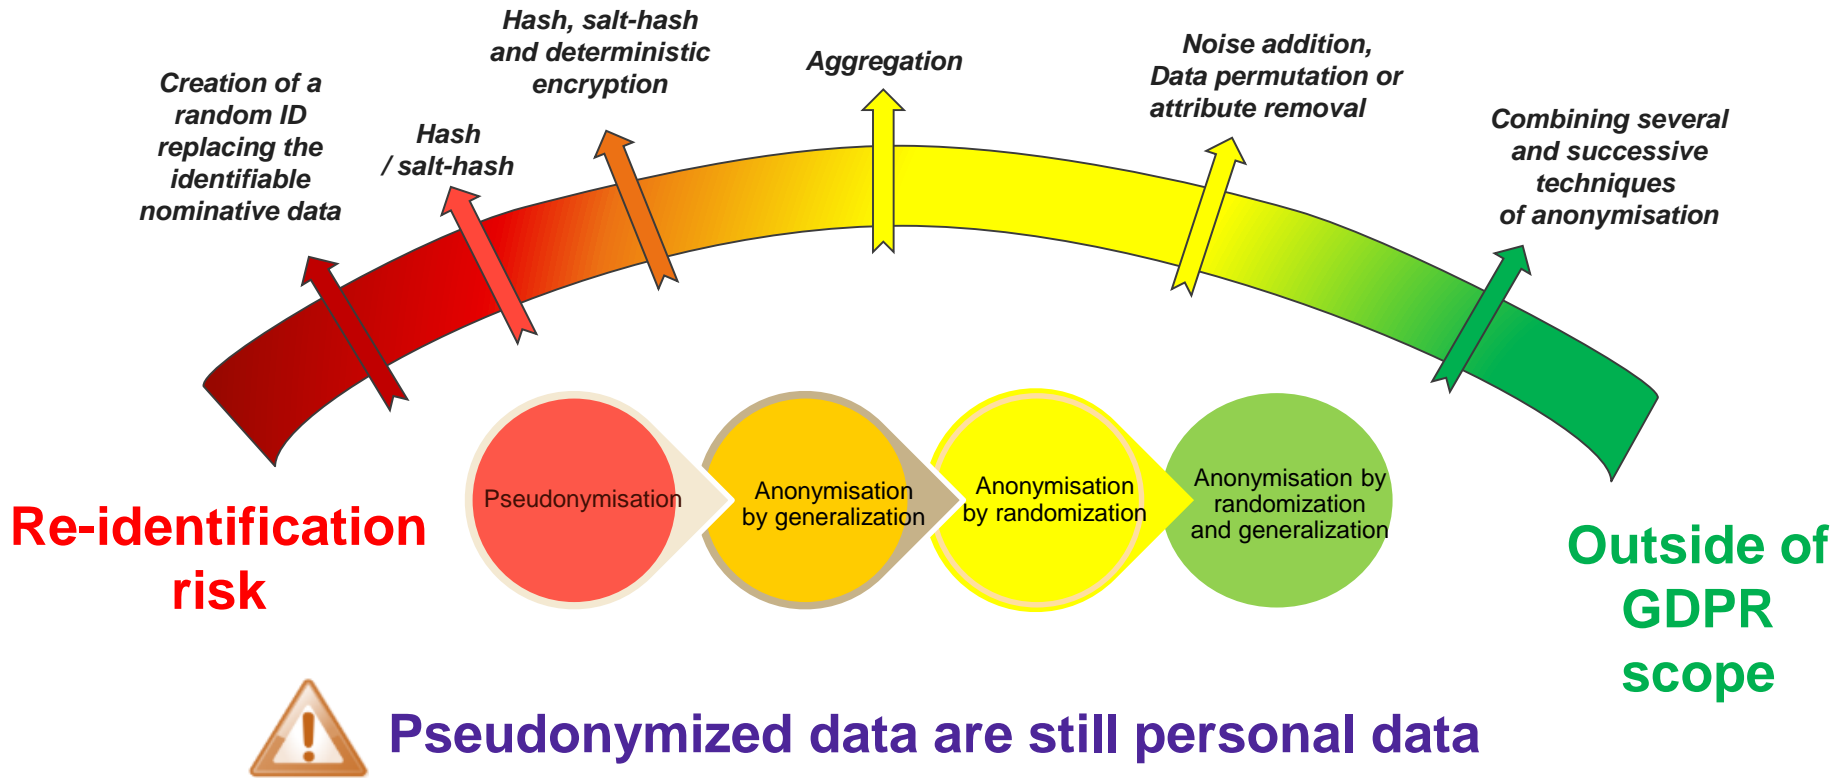 Creation of a
random ID
replacing the
identifiable
nominative data
Hash
/ salt-hash
Hash, salt-hash
and deterministic
encryption
Aggregation
Noise addition,
Data permutation or
attribute removal
Combining several
and successive
techniques
of anonymisation
Re-identification
risk
Pseudonymisation
Anonymisation
by generalization
Anonymisation
by randomization
Anonymisation by
randomization
and generalization
Outside of
GDPR
scope
Pseudonymized data are still personal data